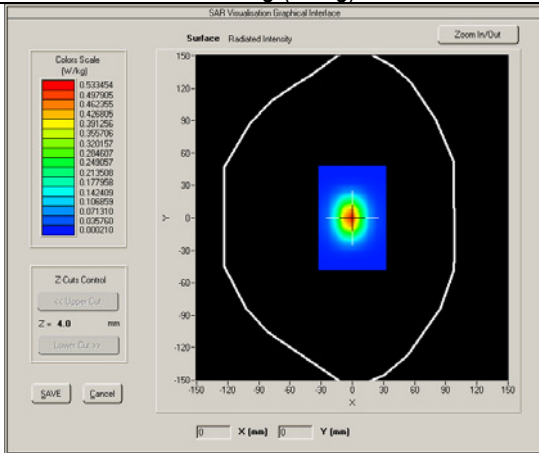 SAR Visualisation Graphical Interface
Surface Radiated Intensity
Zoom In/Out
Colors Scale
(W/kg)
0.533454
0.497905
0.462355
0.426805
0.391256
0.355706
0.320157
0.284607
0.249057
0.213508
0.177958
0.142409
0.106859
0.071310
0.035760
0.000210
Z Cuts Control
<< Upper Cut
Z = 4.0 mm
Lower Cut >>
SAVE Cancel
150
120
90
60
30
0
-30
-60
-90
-120
-150
Y
-150 -120 -90 -60 -30 0 30 60 90 120 150
X
0 X (mm) 0 Y (mm)